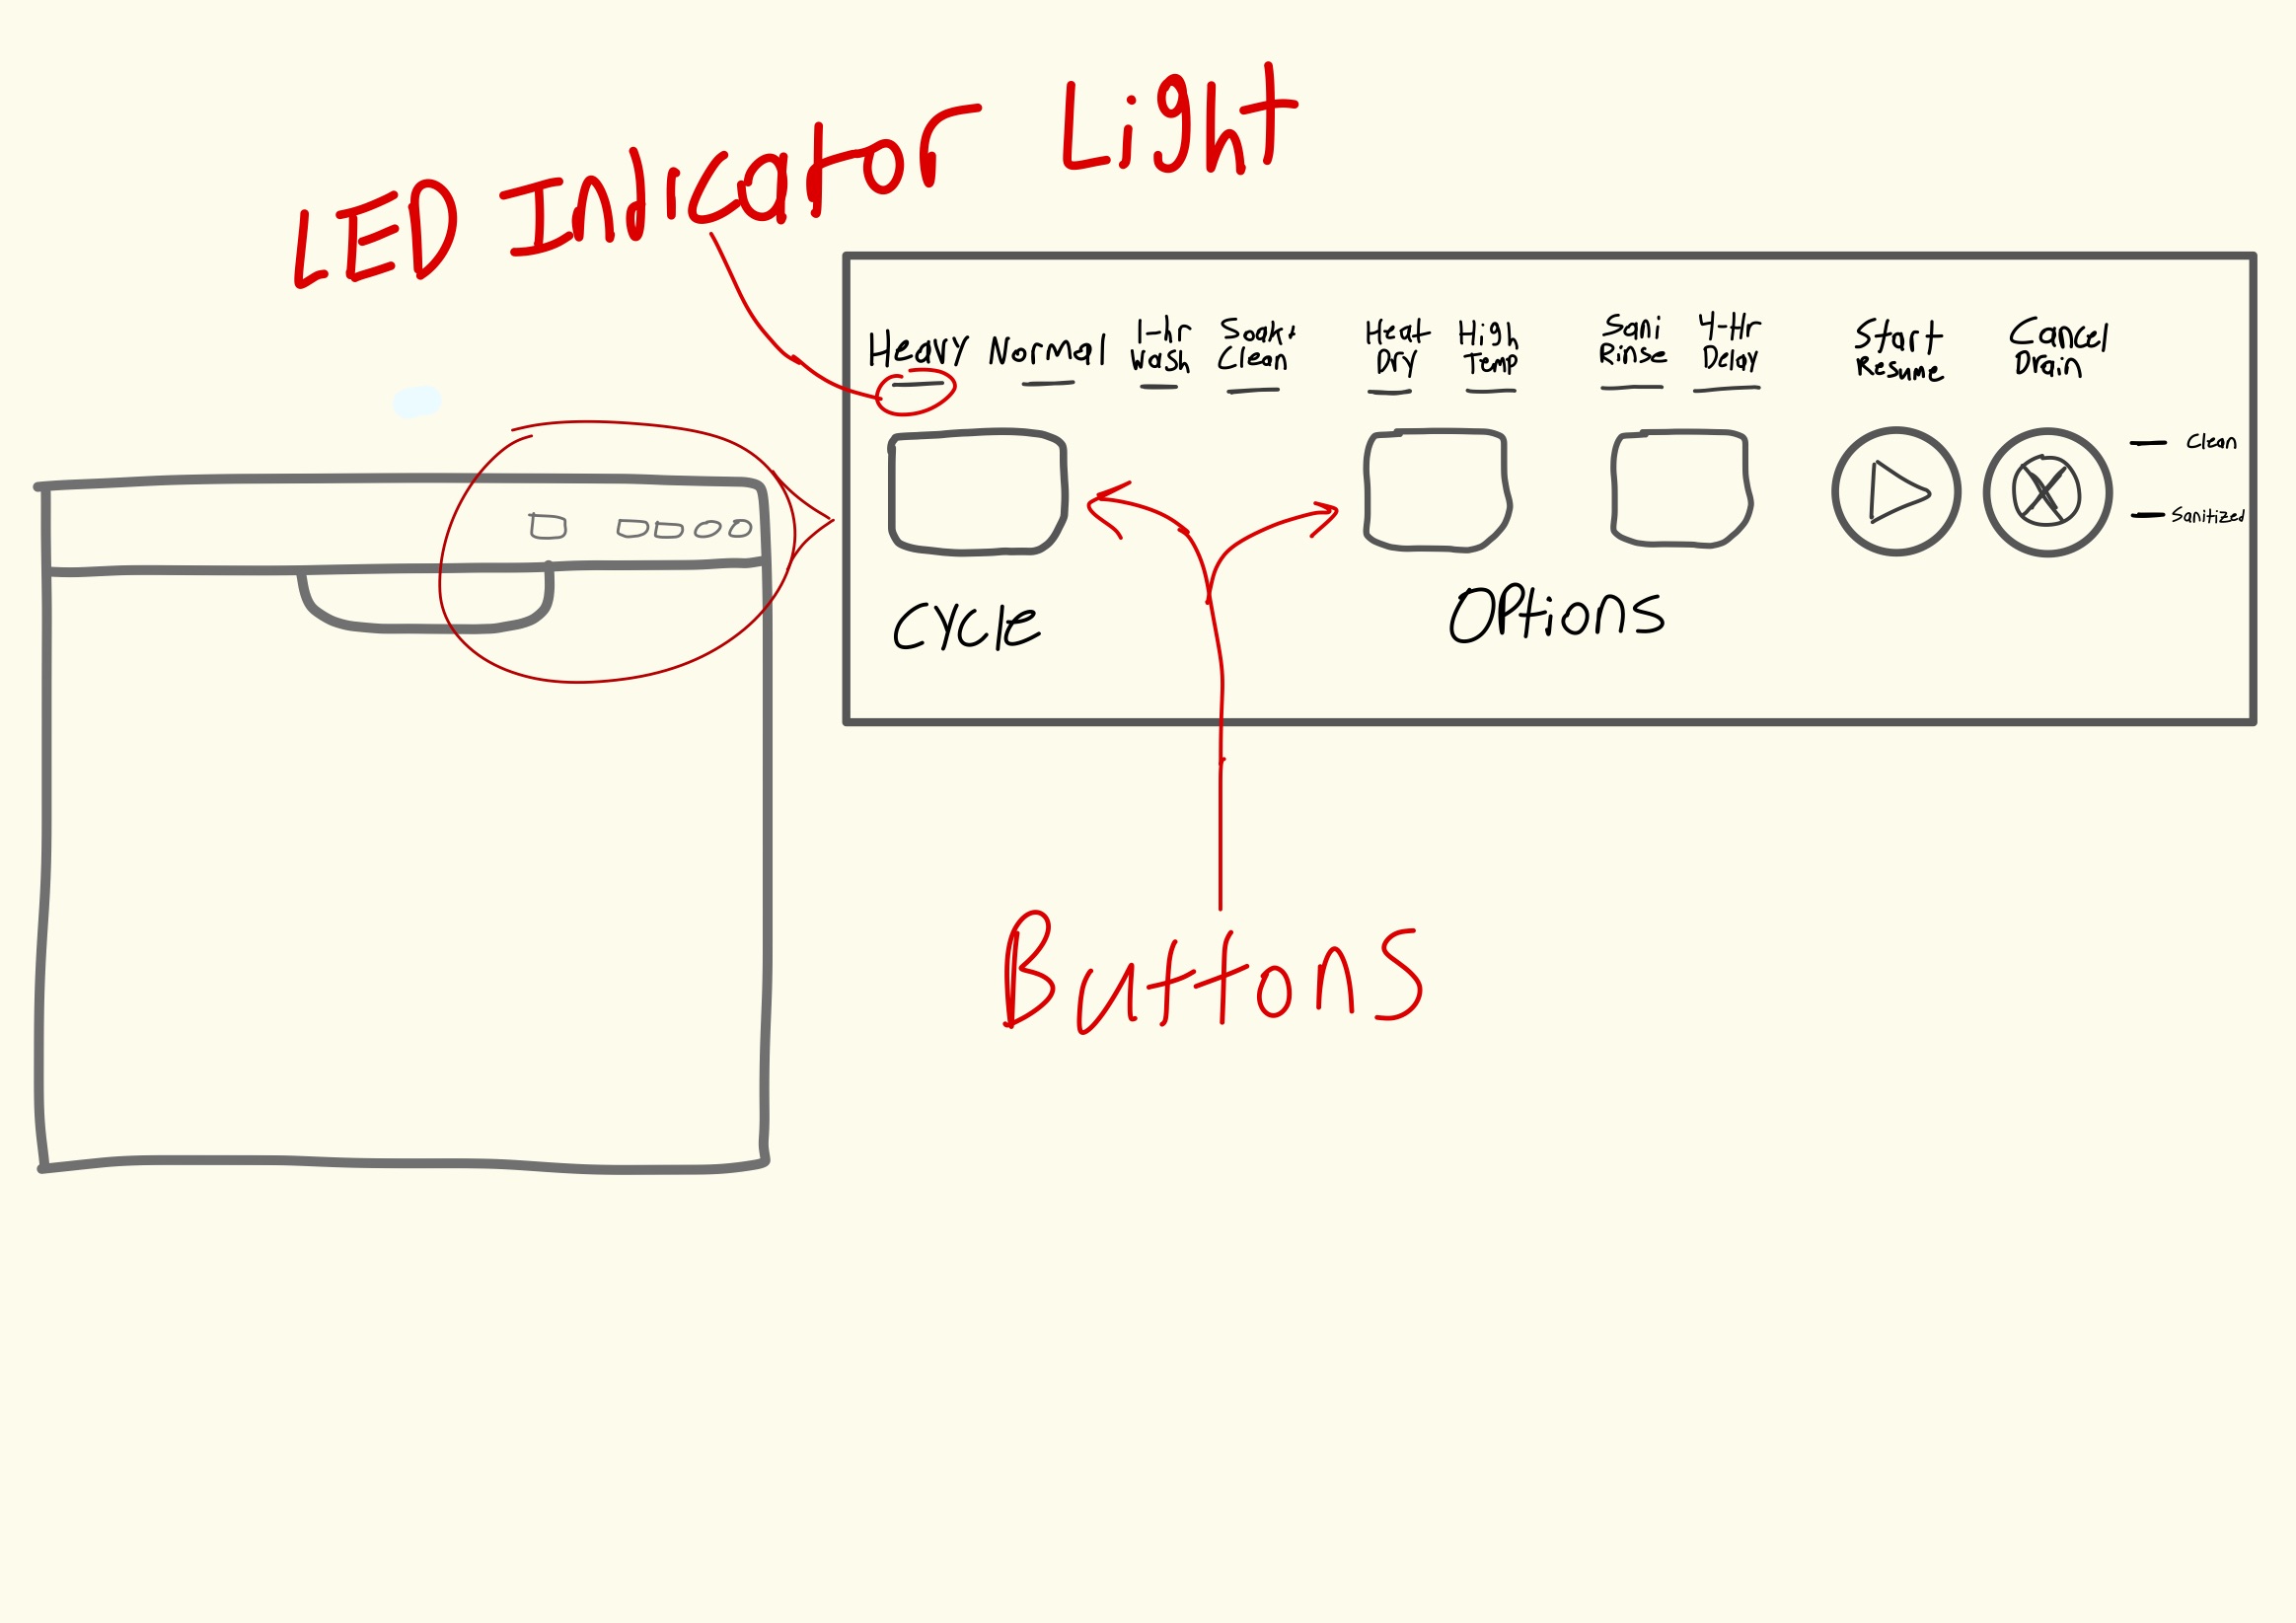 LED Indicator Light
Heavy Normal
1-hr
Wash
Soak
Clean
Heat
Dry
High
Temp
Sani
Rinse
4-Hr
Delay
Start
Resume
Cancel
Drain
Clean
Sanitized
Cycle
Options
Buttons